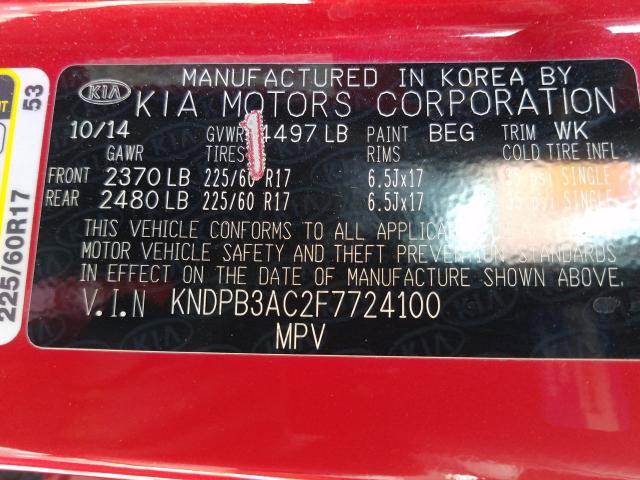 MANUFACTURED IN KOREA BY
KIA KIA MOTORS CORPORATION
10/14 GVWR 4497 LB PAINT BEG TRIM WK
GAWR TIRES RIMS COLD TIRE INFL
FRONT 2370 LB 225/60 R17 6.5Jx17 psi SINGLE
REAR 2480 LB 225/60 R17 6.5Jx17 psi SINGLE
THIS VEHICLE CONFORMS TO ALL APPLICA
MOTOR VEHICLE SAFETY AND THEFT PREVENTION STANDARDS
IN EFFECT ON THE DATE OF MANUFACTURE SHOWN ABOVE.
V.I.N KNDPB3AC2F7724100
MPV
53
225/60R17